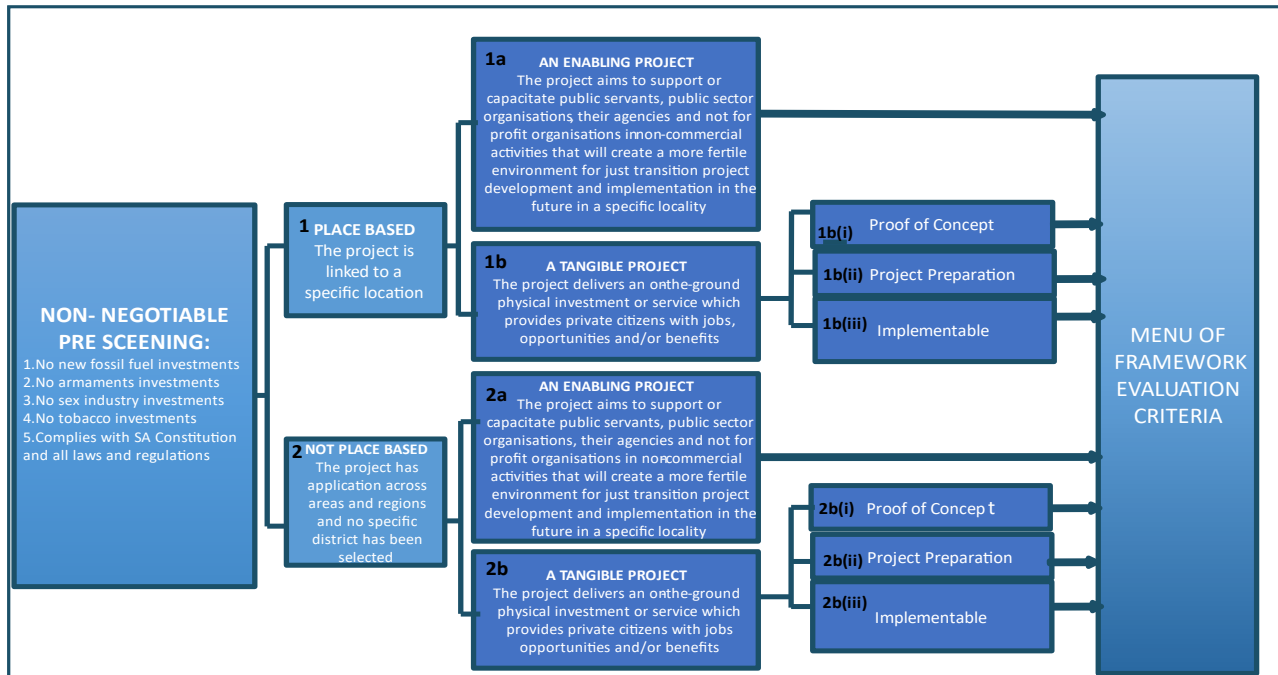 NON- NEGOTIABLE
PRE SCEENING:
1.No new fossil fuel investments
2.No armaments investments
3.No sex industry investments
4.No tobacco investments
5.Complies with SA Constitution
and all laws and regulations
1 PLACE BASED
The project is
linked to a
specific location
2 NOT PLACE BASED
The project has
application across
areas and regions
and no specific
district has been
selected
1a AN ENABLING PROJECT
The project aims to support or
capacitate public servants, public sector
organisations, their agencies and not for
profit organisations innon-commercial
activities that will create a more fertile
environment for just transition project
development and implementation in the
future in a specific locality
1b A TANGIBLE PROJECT
The project delivers an onthe-ground
physical investment or service which
provides private citizens with jobs,
opportunities and/or benefits
1b(i) Proof of Concept
1b(ii) Project Preparation
1b(iii) Implementable
2a AN ENABLING PROJECT
The project aims to support or
capacitate public servants, public sector
organisations, their agencies and not for
profit organisations in noncommercial
activities that will create a more fertile
environment for just transition project
development and implementation in the
future in a specific locality
2b A TANGIBLE PROJECT
The project delivers an onthe-ground
physical investment or service which
provides private citizens with jobs
opportunities and/or benefits
2b(i) Proof of Concept
2b(ii) Project Preparation
2b(iii) Implementable
MENU OF
FRAMEWORK
EVALUATION
CRITERIA